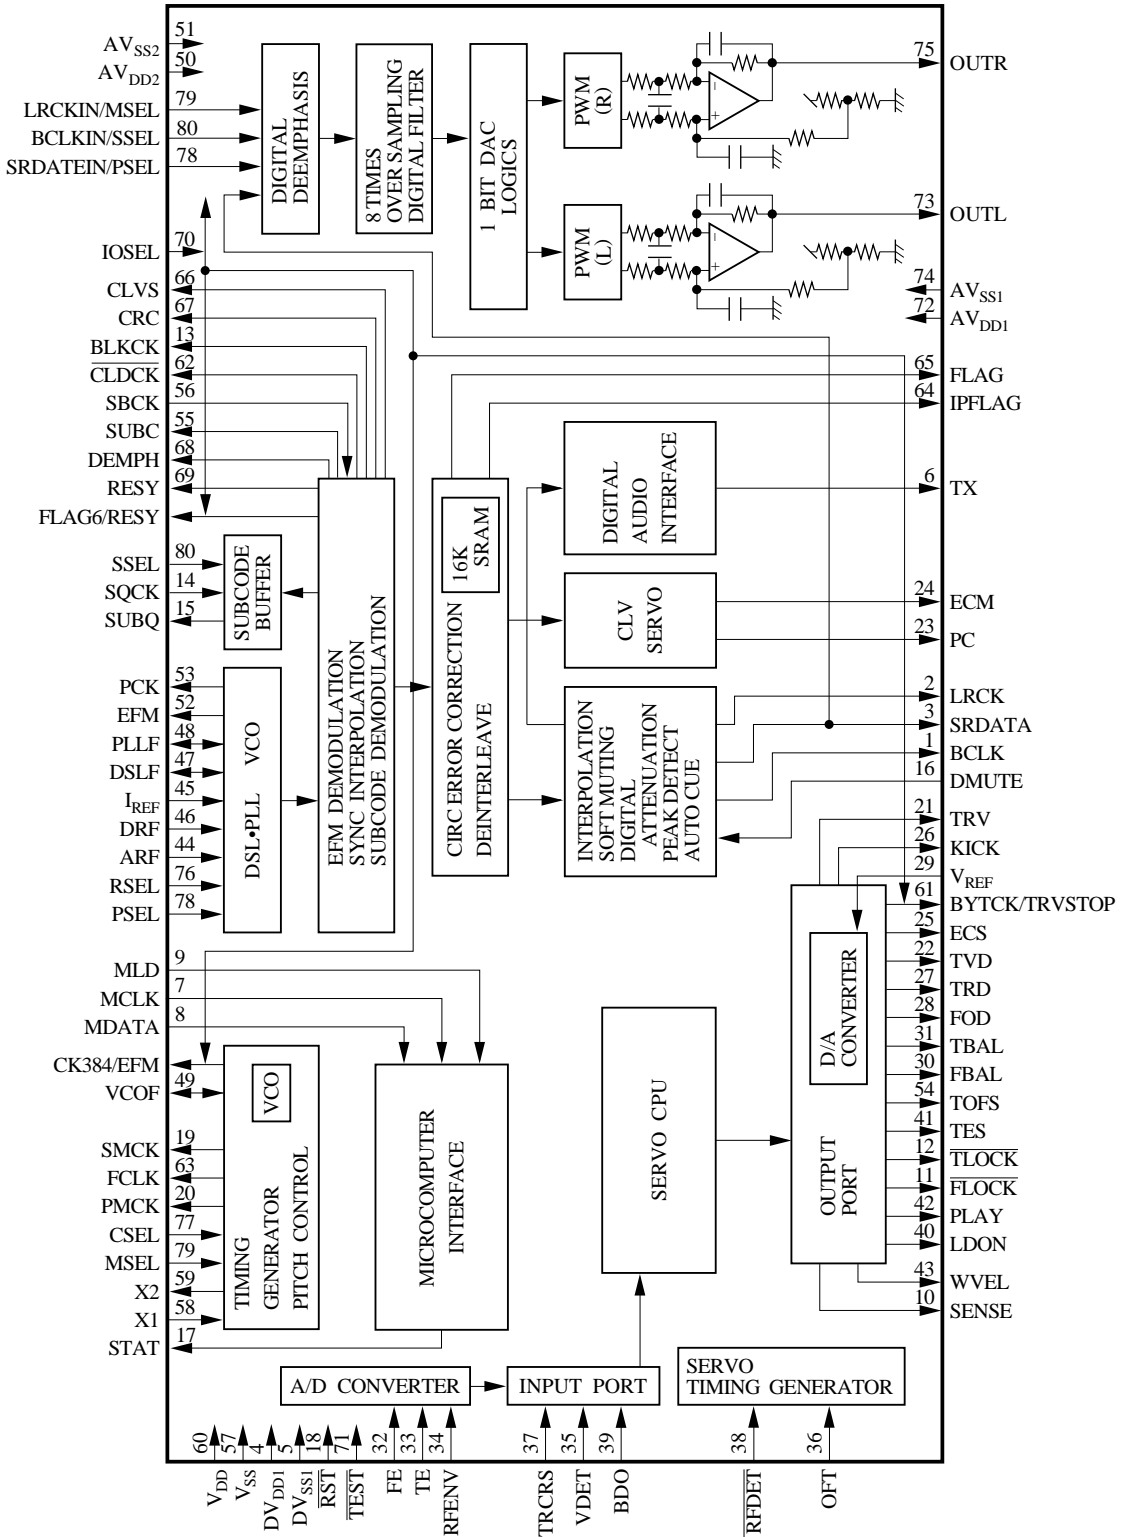 51
AVSS2
50
AVDD2
79
LRCKIN/MSEL
80
BCLKIN/SSEL
78
SRDATEIN/PSEL
70
IOSEL
66
CLVS
67
CRC
13
BLKCK
62
CLDCK
56
SBCK
55
SUBC
68
DEMPH
69
RESY
FLAG6/RESY
80
SSEL
14
SQCK
15
SUBQ
53
PCK
52
EFM
48
PLLF
47
DSLF
45
IREF
46
DRF
44
ARF
76
RSEL
78
PSEL
9
MLD
7
MCLK
8
MDATA
CK384/EFM
49
VCOF
19
SMCK
63
FCLK
20
PMCK
77
CSEL
79
MSEL
59
X2
58
X1
17
STAT
DIGITAL
DEEMPHASIS
8 TIMES
OVER SAMPLING
DIGITAL FILTER
1 BIT DAC
LOGICS
PWM
(R)
−
+
PWM
(L)
−
+
SUBCODE
BUFFER
DSL•PLL VCO
EFM DEMODULATION
SYNC INTERPOLATION
SUBCODE DEMODULATION
16K
SRAM
CIRC ERROR CORRECTION
DEINTERLEAVE
DIGITAL
AUDIO
INTERFACE
CLV
SERVO
INTERPOLATION
SOFT MUTING
DIGITAL
ATTENUATION
PEAK DETECT
AUTO CUE
VCO
TIMING
GENERATOR
PITCH CONTROL
MICROCOMPUTER
INTERFACE
SERVO CPU
D/A
CONVERTER
OUTPUT
PORT
A/D CONVERTER
INPUT PORT
SERVO
TIMING GENERATOR
75
OUTR
73
OUTL
74
AVSS1
72
AVDD1
65
FLAG
64
IPFLAG
6
TX
24
ECM
23
PC
2
LRCK
3
SRDATA
1
BCLK
16
DMUTE
21
TRV
26
KICK
29
VREF
61
BYTCK/TRVSTOP
25
ECS
22
TVD
27
TRD
28
FOD
31
TBAL
30
FBAL
54
TOFS
41
TES
12
TLOCK
11
FLOCK
42
PLAY
40
LDON
43
WVEL
10
SENSE
60
VDD
57
VSS
4
DVDD1
5
DVSS1
18
RST
71
TEST
32
FE
33
TE
34
RFENV
37
TRCRS
35
VDET
39
BDO
38
RFDET
36
OFT